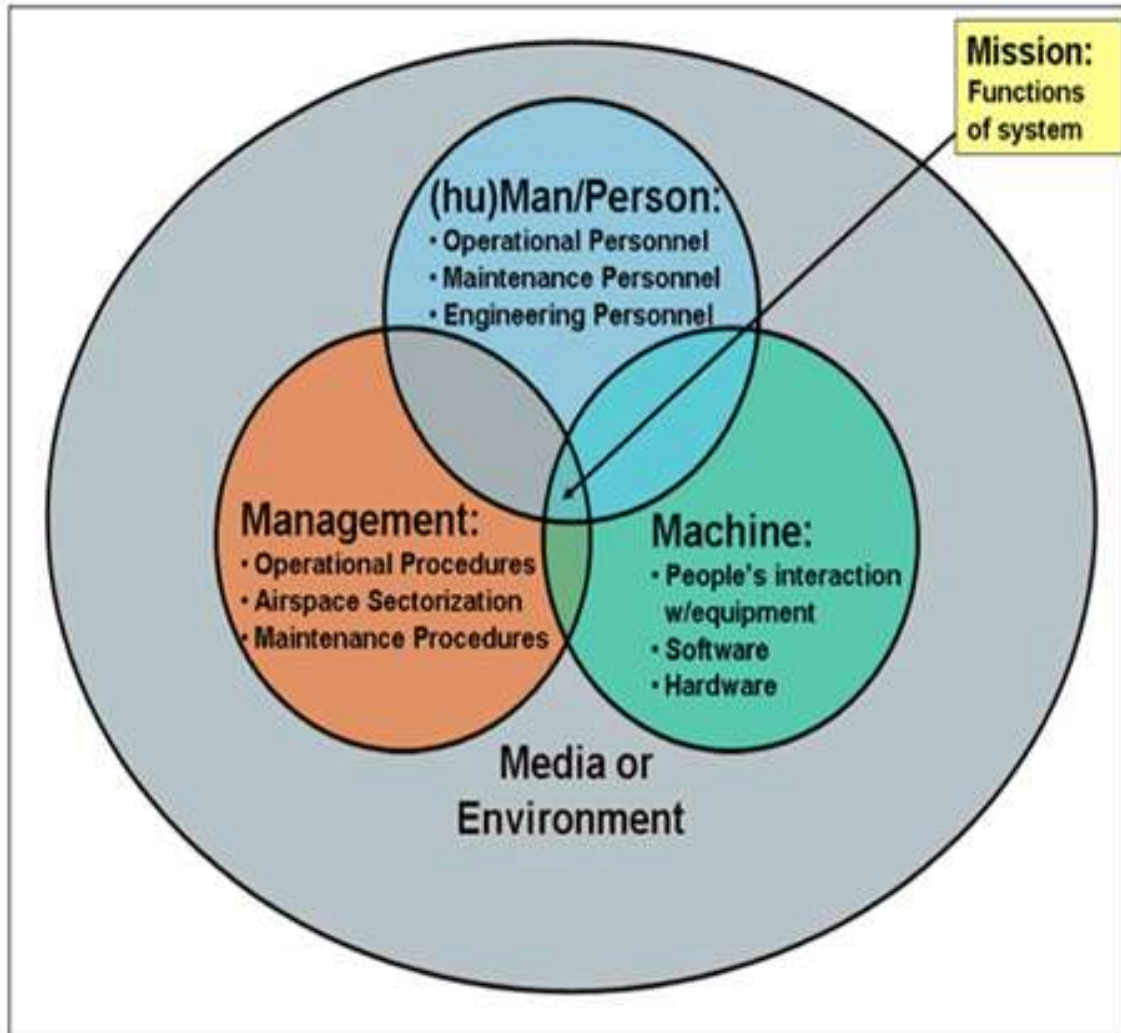 Mission:
Functions
of system
(hu)Man/Person:
• Operational Personnel
• Maintenance Personnel
• Engineering Personnel
Management:
• Operational Procedures
• Airspace Sectorization
• Maintenance Procedures
Machine:
• People's interaction
w/equipment
• Software
• Hardware
Media or
Environment